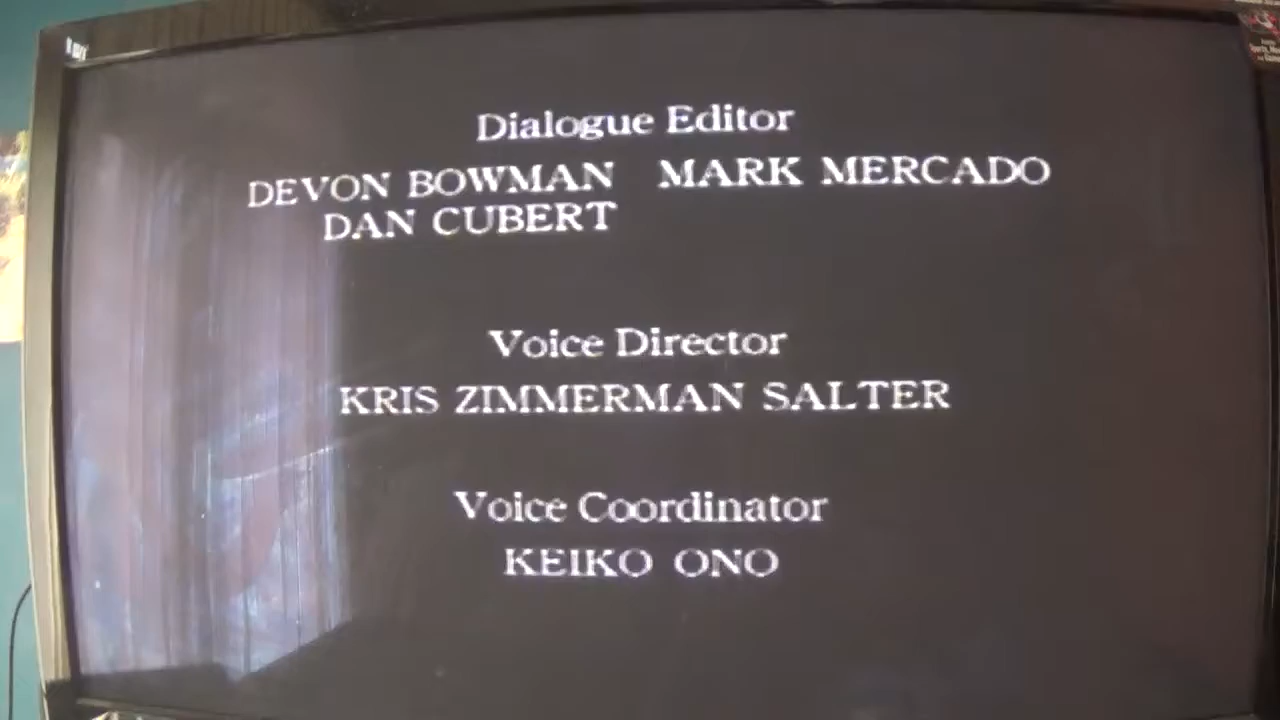 Dialogue Editor
DEVON BOWMAN MARK MERCADO
DAN CUBERT
Voice Director
KRIS ZIMMERMAN SALTER
Voice Coordinator
KEIKO ONO